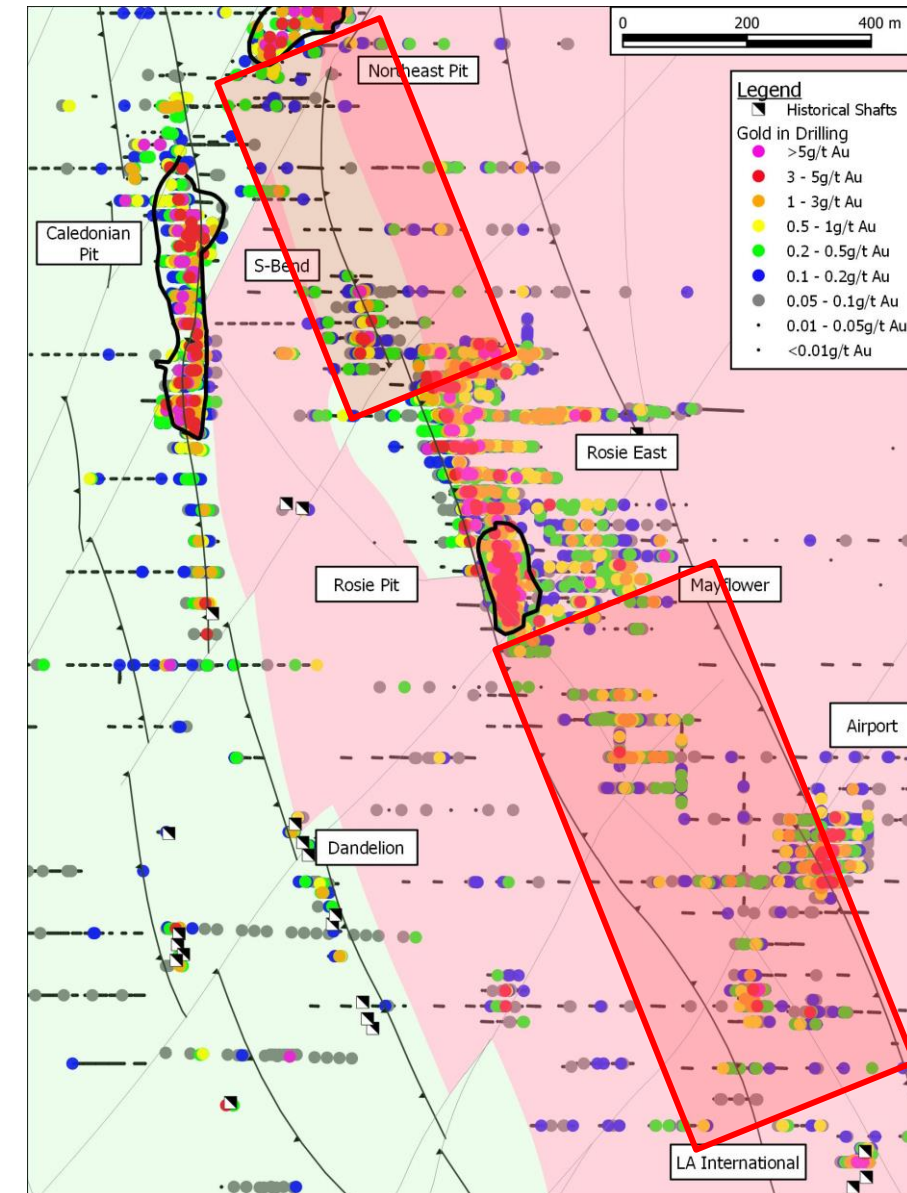 0 200 400 m
Northeast Pit
Legend
Historical Shafts
Gold in Drilling
>5g/t Au
3 - 5g/t Au
1 - 3g/t Au
0.5 - 1g/t Au
0.2 - 0.5g/t Au
0.1 - 0.2g/t Au
0.05 - 0.1g/t Au
0.01 - 0.05g/t Au
<0.01g/t Au
Caledonian
Pit
S-Bend
Rosie East
Rosie Pit
Mayflower
Airport
Dandelion
LA International